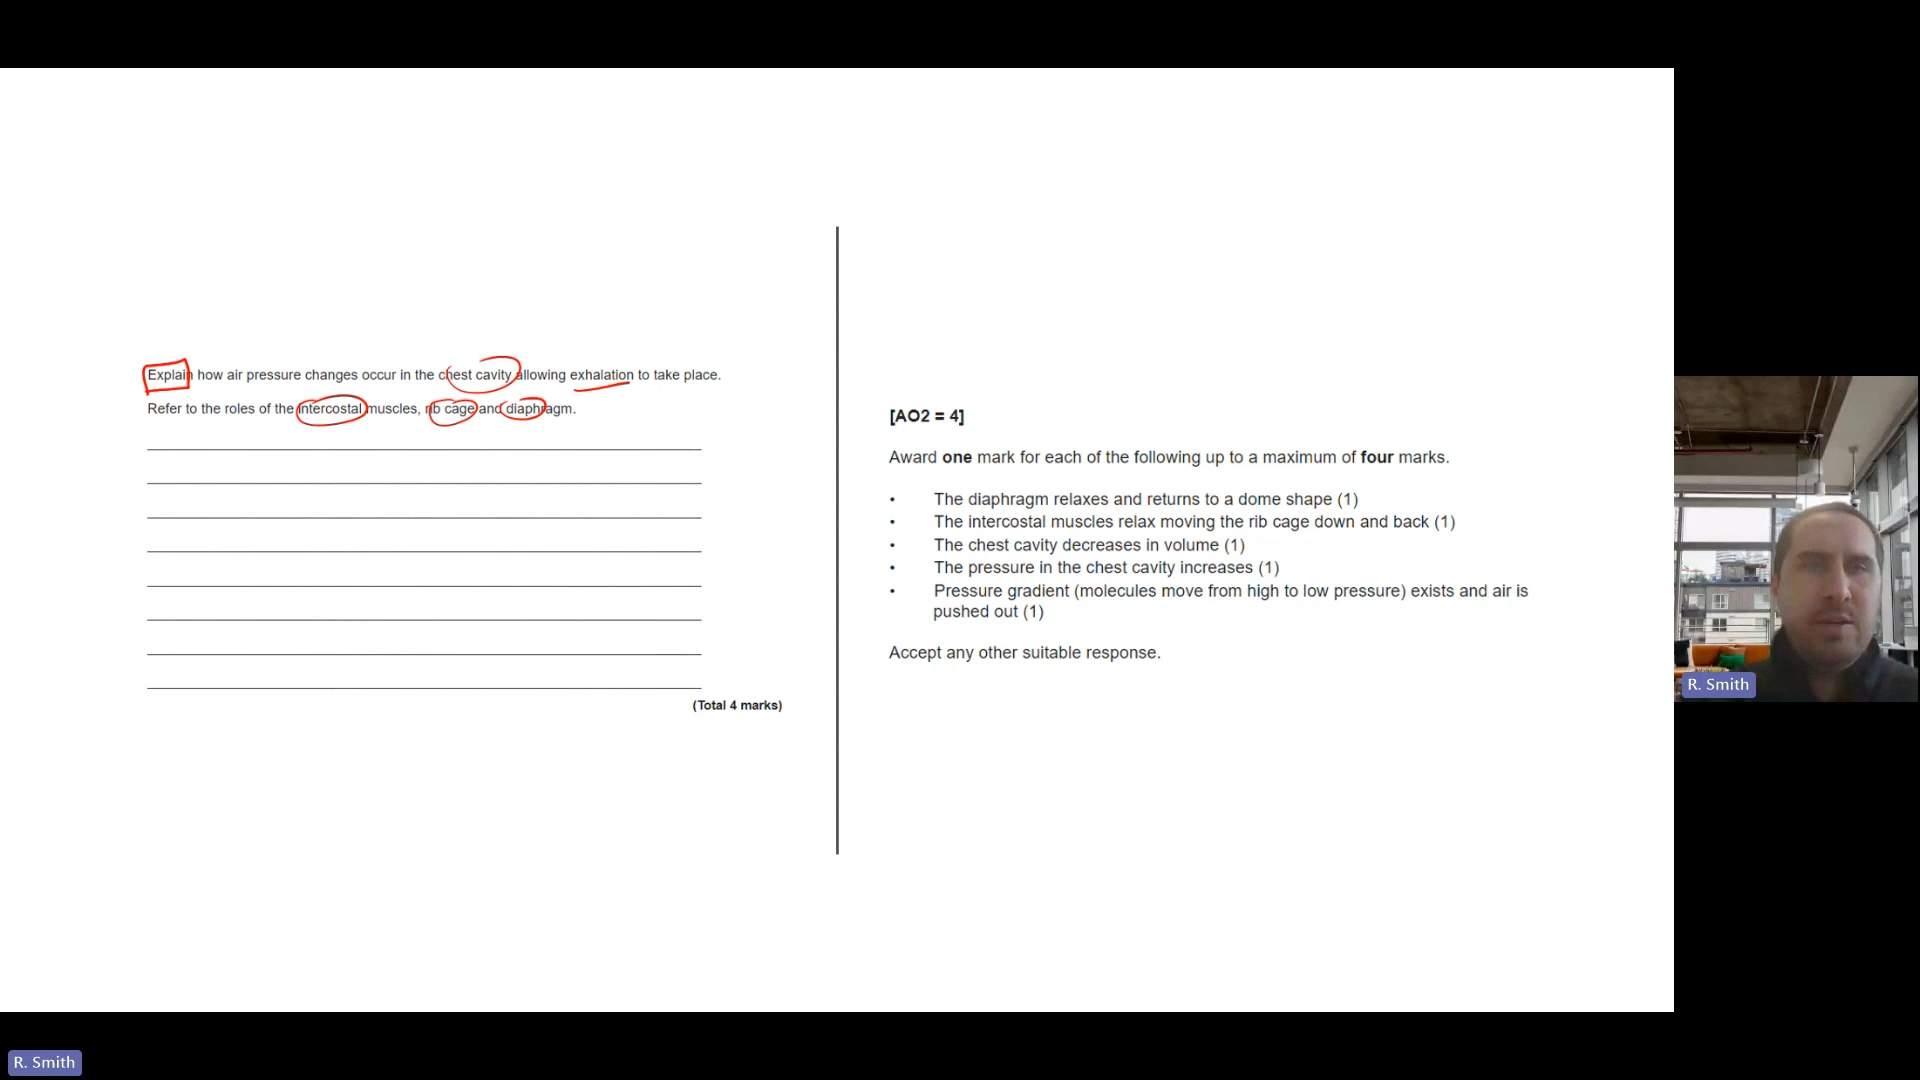 Explain how air pressure changes occur in the chest cavity allowing exhalation to take place.
Refer to the roles of the intercostal muscles, rib cage and diaphragm.
(Total 4 marks)
[AO2 = 4]
Award one mark for each of the following up to a maximum of four marks.
• The diaphragm relaxes and returns to a dome shape (1)
• The intercostal muscles relax moving the rib cage down and back (1)
• The chest cavity decreases in volume (1)
• The pressure in the chest cavity increases (1)
• Pressure gradient (molecules move from high to low pressure) exists and air is
pushed out (1)
Accept any other suitable response.
R. Smith
R. Smith